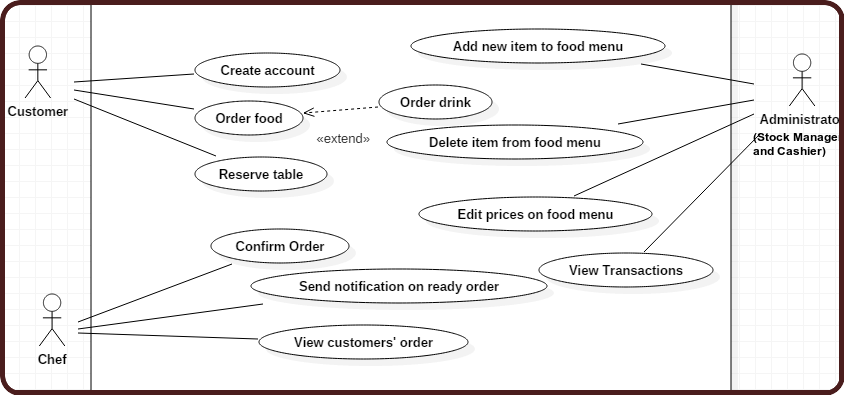 Customer
Create account
Order food
Order drink
«extend»
Reserve table
Add new item to food menu
Delete item from food menu
Edit prices on food menu
View Transactions
Administrato
(Stock Manage
and Cashier)
Confirm Order
Send notification on ready order
View customers' order
Chef